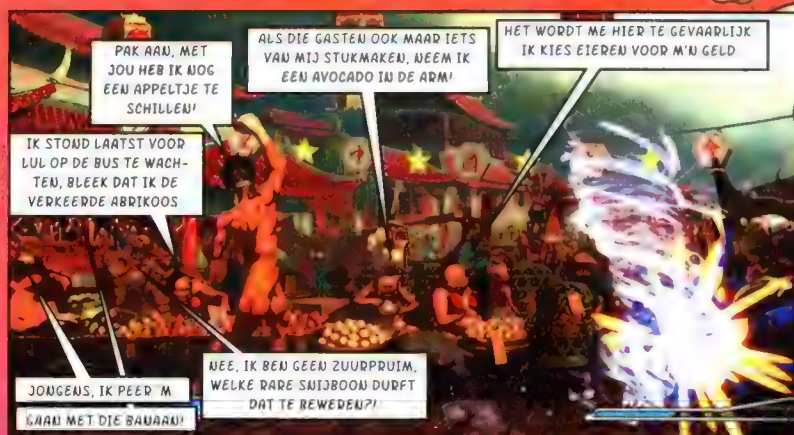 PAK AAN, MET
JOU HEB IK NOG
EEN APPELTJE TE
SCHILLEN!
ALS DIE GASTEN OOK MAAR IETS
VAN MIJ STUKMAKEN, NEEM IK
EEN AVOCADO IN DE ARM!
HET WORDT ME HIER TE GEVAARLIJK
IK KIES EIEREN VOOR M'N GELD
IK STOND LAATST VOOR
LUL OP DE BUS TE WACH-
TEN, BLEEK DAT IK DE
VERKEERDE ABRIKOOS
JONGENS, IK PEER 'M
GAAN MET DIE BANAAN!
NEE, IK BEN GEEN ZUURPRUIM,
WELKE RARE SNIJBOON DURFT
DAT TE BEWEREN?!